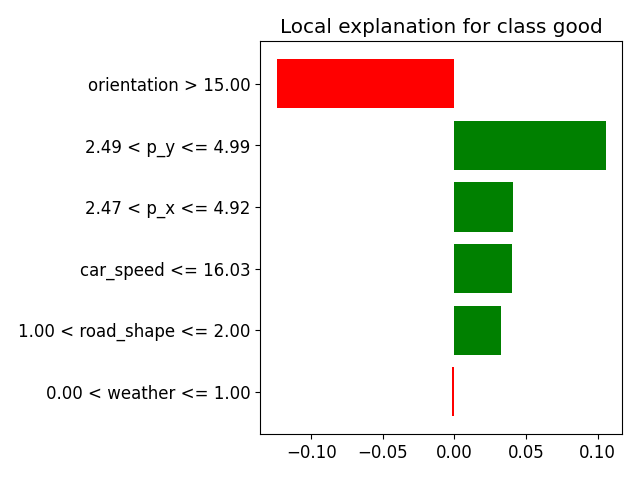 Local explanation for class good
orientation > 15.00
2.49 < p_y <= 4.99
2.47 < p_x <= 4.92
car_speed <= 16.03
1.00 < road_shape <= 2.00
0.00 < weather <= 1.00
−0.10 −0.05 0.00 0.05 0.10